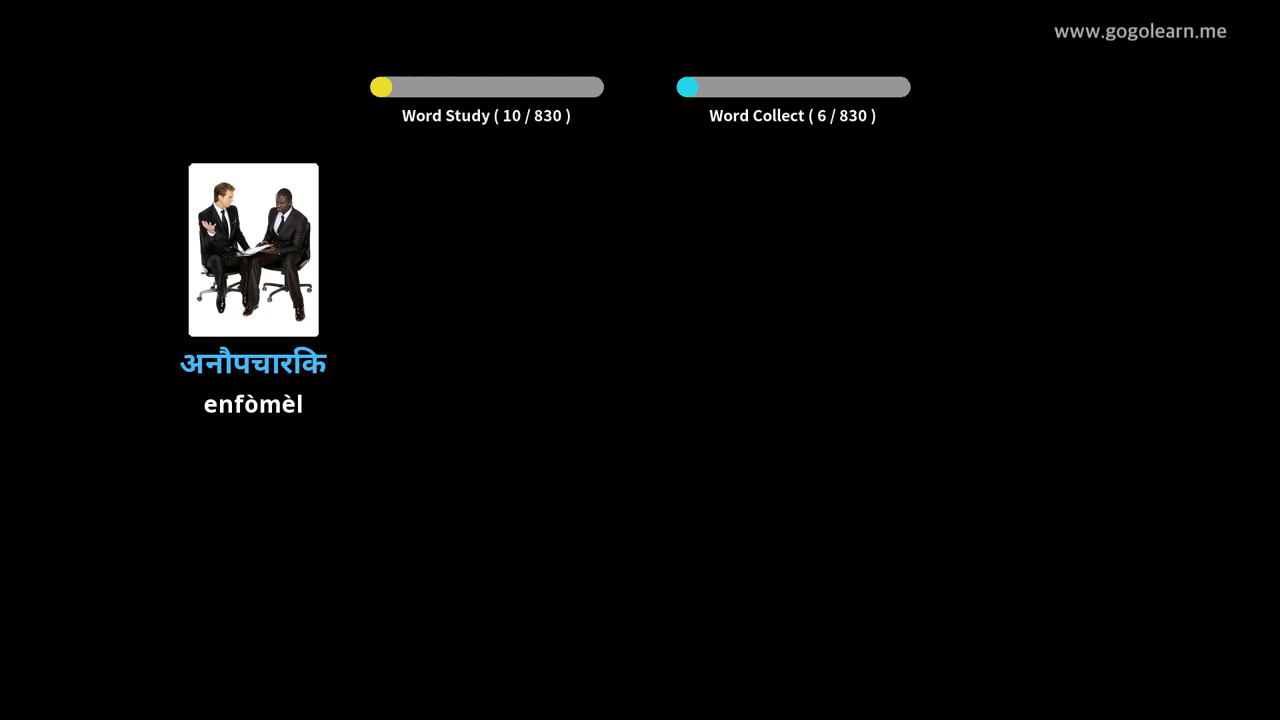 www.gogolearn.me
Word Study ( 10 / 830 )
Word Collect ( 6 / 830 )
अनौपचारकि
enfòmèl